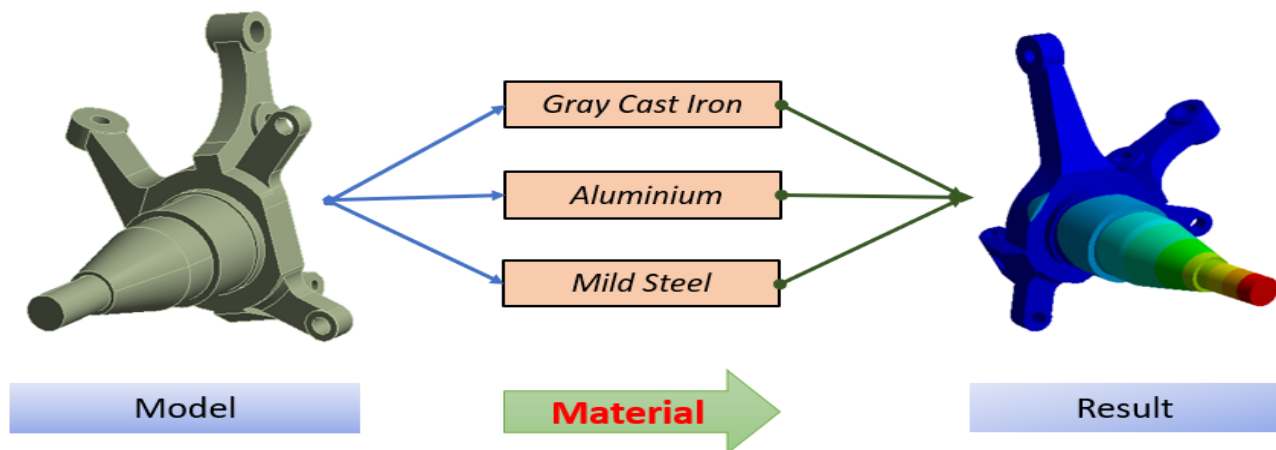 Gray Cast Iron
Aluminium
Mild Steel
Model
Material
Result